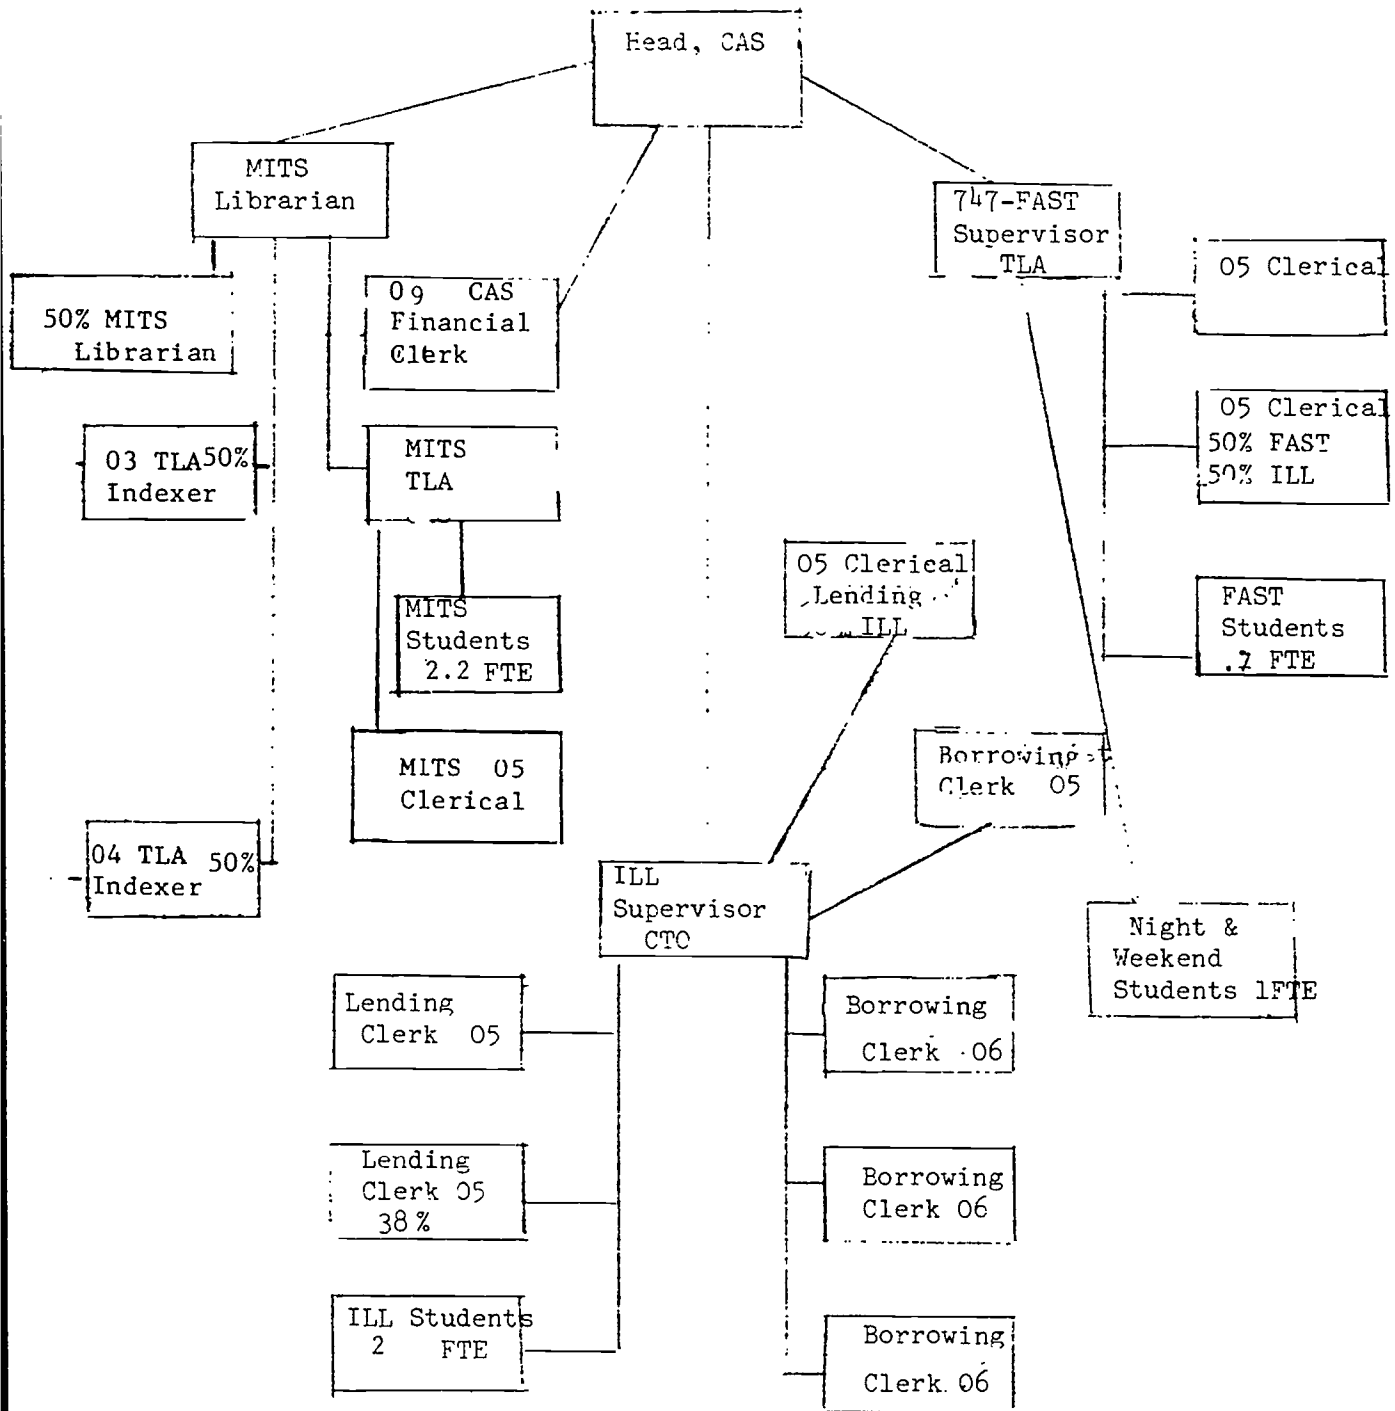 Head, CAS
MITS
Librarian
747-FAST
Supervisor
TLA
05 Clerical
50% MITS
Librarian
09 CAS
Financial
Clerk
05 Clerical
50% FAST
50% ILL
03 TLA 50%
Indexer
MITS
TLA
05 Clerical
Lending
ILL
FAST
Students
.7 FTE
MITS
Students
2.2 FTE
Borrowing
Clerk 05
MITS 05
Clerical
04 TLA 50%
Indexer
ILL
Supervisor
CTO
Night &
Weekend
Students 1FTE
Lending
Clerk 05
Borrowing
Clerk 06
Lending
Clerk 05
38%
Borrowing
Clerk 06
ILL Students
2 FTE
Borrowing
Clerk 06